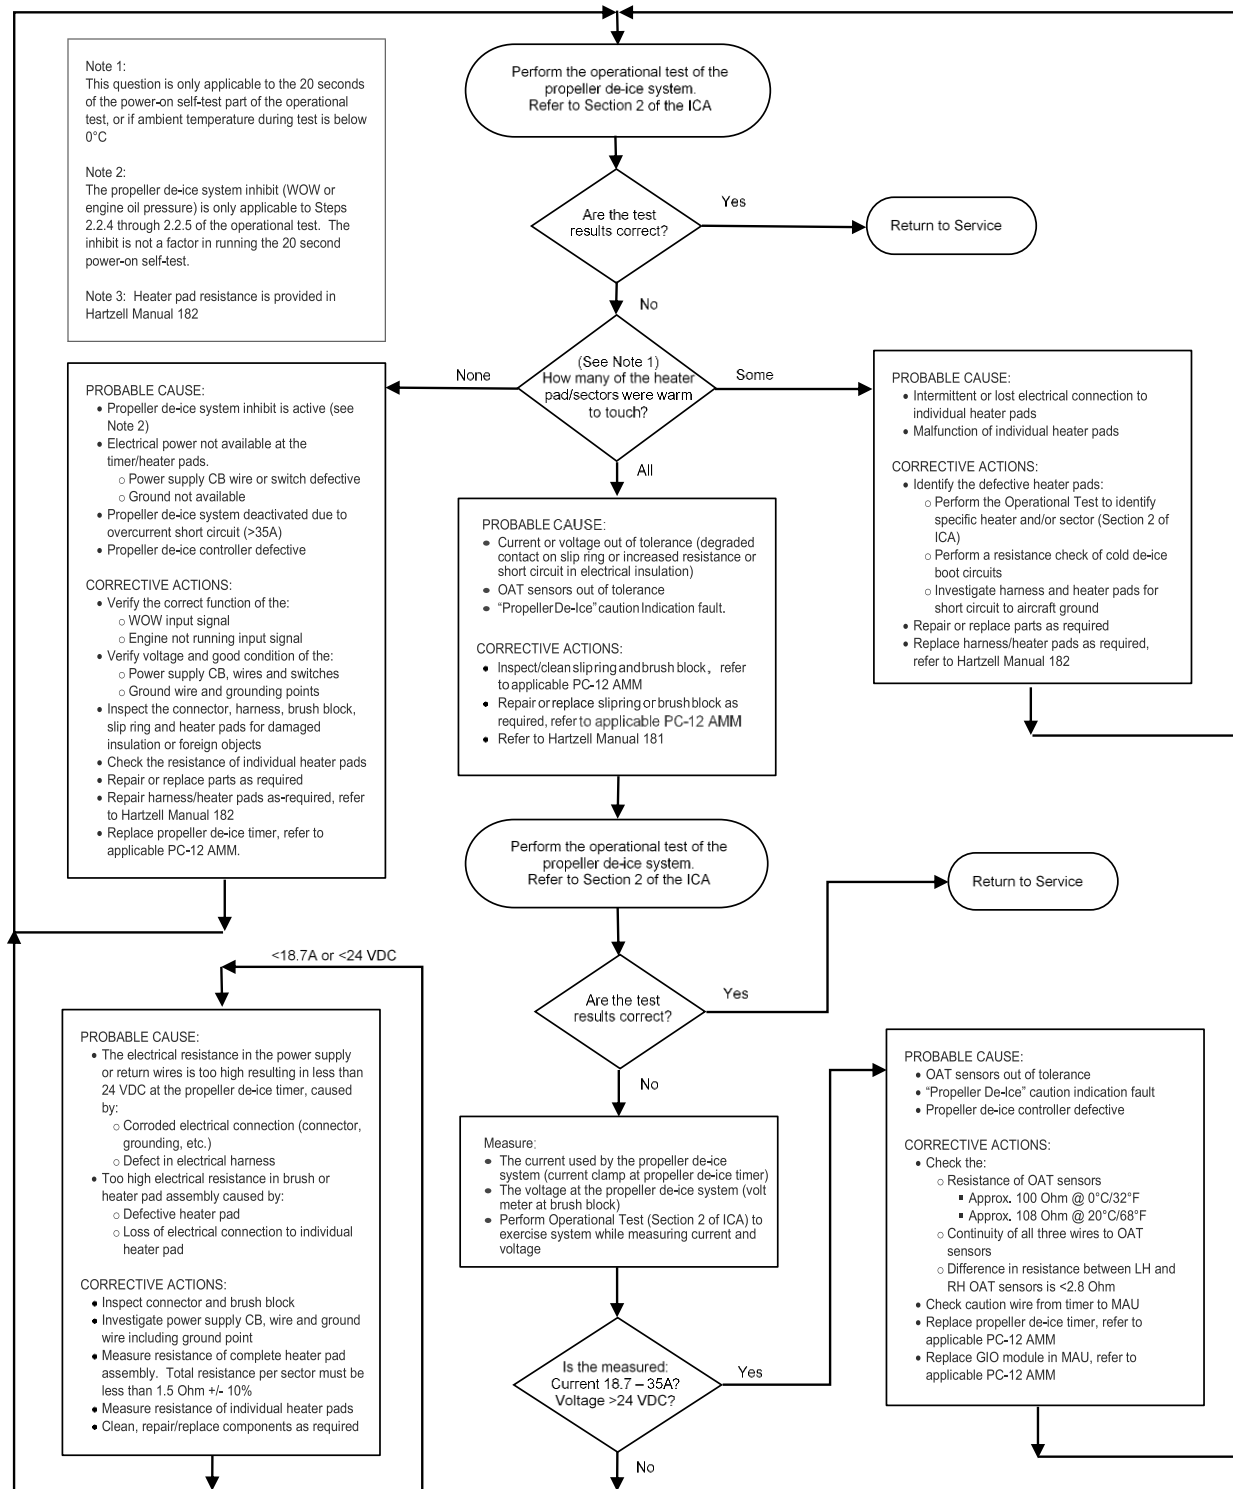 Note 1:
This question is only applicable to the 20 seconds
of the power-on self-test part of the operational
test, or if ambient temperature during test is below
0°C
Note 2:
The propeller de-ice system inhibit (WOW or
engine oil pressure) is only applicable to Steps
2.2.4 through 2.2.5 of the operational test. The
inhibit is not a factor in running the 20 second
power-on self-test.
Note 3: Heater pad resistance is provided in
Hartzell Manual 182
Perform the operational test of the
propeller de-ice system.
Refer to Section 2 of the ICA
Are the test
results correct?
Yes
Return to Service
No
(See Note 1)
How many of the heater
pad/sectors were warm
to touch?
None
Some
All
PROBABLE CAUSE:
• Propeller de-ice system inhibit is active (see
Note 2)
• Electrical power not available at the
timer/heater pads.
○ Power supply CB wire or switch defective
○ Ground not available
• Propeller de-ice system deactivated due to
overcurrent short circuit (>35A)
• Propeller de-ice controller defective
CORRECTIVE ACTIONS:
• Verify the correct function of the:
○ WOW input signal
○ Engine not running input signal
• Verify voltage and good condition of the:
○ Power supply CB, wires and switches
○ Ground wire and grounding points
• Inspect the connector, harness, brush block,
slip ring and heater pads for damaged
insulation or foreign objects
• Check the resistance of individual heater pads
• Repair or replace parts as required
• Repair harness/heater pads as-required, refer
to Hartzell Manual 182
• Replace propeller de-ice timer, refer to
applicable PC-12 AMM.
PROBABLE CAUSE:
• Current or voltage out of tolerance (degraded
contact on slip ring or increased resistance or
short circuit in electrical insulation)
• OAT sensors out of tolerance
• “Propeller De-Ice” caution Indication fault.
CORRECTIVE ACTIONS:
• Inspect/clean slip ring and brush block, refer
to applicable PC-12 AMM
• Repair or replace slip ring or brush block as
required, refer to applicable PC-12 AMM
• Refer to Hartzell Manual 181
PROBABLE CAUSE:
• Intermittent or lost electrical connection to
individual heater pads
• Malfunction of individual heater pads
CORRECTIVE ACTIONS:
• Identify the defective heater pads:
○ Perform the Operational Test to identify
specific heater and/or sector (Section 2 of
ICA)
○ Perform a resistance check of cold de-ice
boot circuits
○ Investigate harness and heater pads for
short circuit to aircraft ground
• Repair or replace parts as required
• Replace harness/heater pads as required,
refer to Hartzell Manual 182
Perform the operational test of the
propeller de-ice system.
Refer to Section 2 of the ICA
Return to Service
Are the test
results correct?
Yes
No
<18.7A or <24 VDC
PROBABLE CAUSE:
• The electrical resistance in the power supply
or return wires is too high resulting in less than
24 VDC at the propeller de-ice timer, caused
by:
○ Corroded electrical connection (connector,
grounding, etc.)
○ Defect in electrical harness
• Too high electrical resistance in brush or
heater pad assembly caused by:
○ Defective heater pad
○ Loss of electrical connection to individual
heater pad
CORRECTIVE ACTIONS:
• Inspect connector and brush block
• Investigate power supply CB, wire and ground
wire including ground point
• Measure resistance of complete heater pad
assembly. Total resistance per sector must be
less than 1.5 Ohm +/- 10%
• Measure resistance of individual heater pads
• Clean, repair/replace components as required
Measure:
• The current used by the propeller de-ice
system (current clamp at propeller de-ice timer)
• The voltage at the propeller de-ice system (volt
meter at brush block)
• Perform Operational Test (Section 2 of ICA) to
exercise system while measuring current and
voltage
Is the measured:
Current 18.7 – 35A?
Voltage >24 VDC?
Yes
No
PROBABLE CAUSE:
• OAT sensors out of tolerance
• “Propeller De-Ice” caution indication fault
• Propeller de-ice controller defective
CORRECTIVE ACTIONS:
• Check the:
○ Resistance of OAT sensors
▪ Approx. 100 Ohm @ 0°C/32°F
▪ Approx. 108 Ohm @ 20°C/68°F
○ Continuity of all three wires to OAT
sensors
○ Difference in resistance between LH and
RH OAT sensors is <2.8 Ohm
• Check caution wire from timer to MAU
• Replace propeller de-ice timer, refer to
applicable PC-12 AMM
• Replace GIO module in MAU, refer to
applicable PC-12 AMM